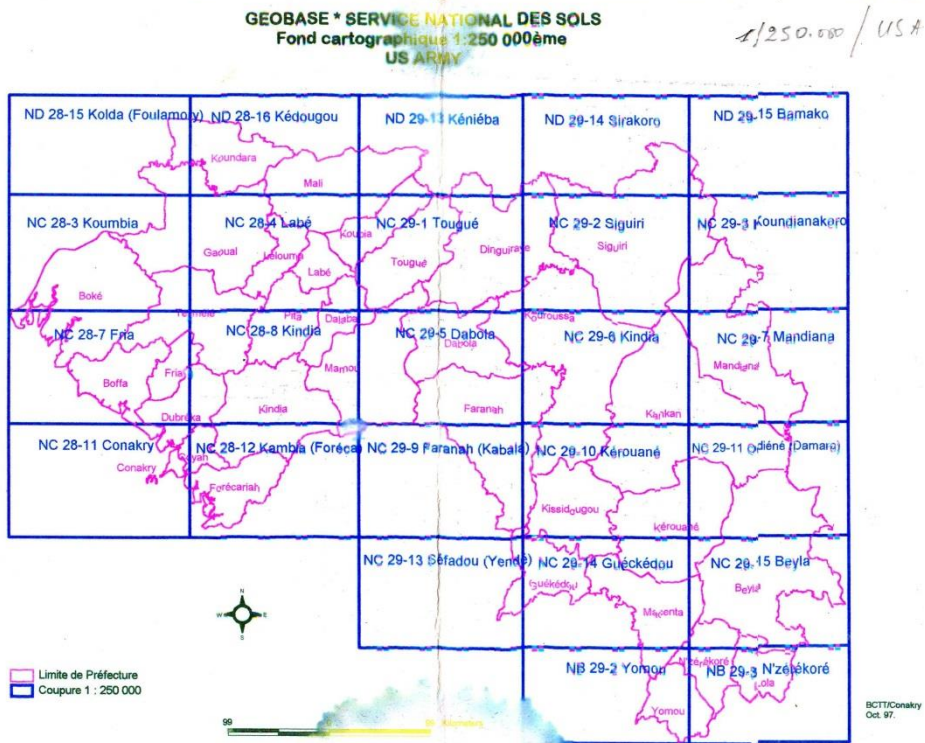 GEOBASE * SERVICE NATIONAL DES SOLS
Fond cartographique 1:250 000ème
US ARMY
1/250.000 / USA
ND 28-15 Kolda (Foulamory)
ND 28-16 Kédougou
ND 29-13 Kéniéba
ND 29-14 Sirakoro
ND 29-15 Bamako
Koundara
Mali
NC 28-3 Koumbia
NC 28-4 Labé
NC 29-1 Tougué
NC 29-2 Siguiri
NC 29-3 Koundianakoro
Koubia
Gaoual
Lélouma
Labé
Tougué
Dinguiraye
Siguiri
Boké
Télimélé
Pita
Dalaba
Kouroussa
NC 28-7 Fria
NC 28-8 Kindia
NC 29-5 Dabola
NC 29-6 Kindia
NC 29-7 Mandiana
Dabola
Mandiana
Boffa
Fria
Mamou
Kindia
Faranah
Kankan
Dubréka
NC 28-11 Conakry
NC 28-12 Kambia (Foréca)
NC 29-9 Faranah (Kabala)
NC 29-10 Kérouané
NC 29-11 Odiéné (Damaro)
Coyah
Conakry
Forécariah
Kissidougou
Kérouané
NC 29-13 Séfadou (Yendé)
NC 29-14 Guéckédou
NC 29-15 Beyla
Guékédou
Beyla
Macenta
NB 29-2 Yomou
NB 29-3 N'zérékoré
N'zérékoré
Lola
Yomou
N
W E
S
Limite de Préfecture
Coupure 1 : 250 000
99 0 99 Kilometers
BCTT/Conakry
Oct. 97.